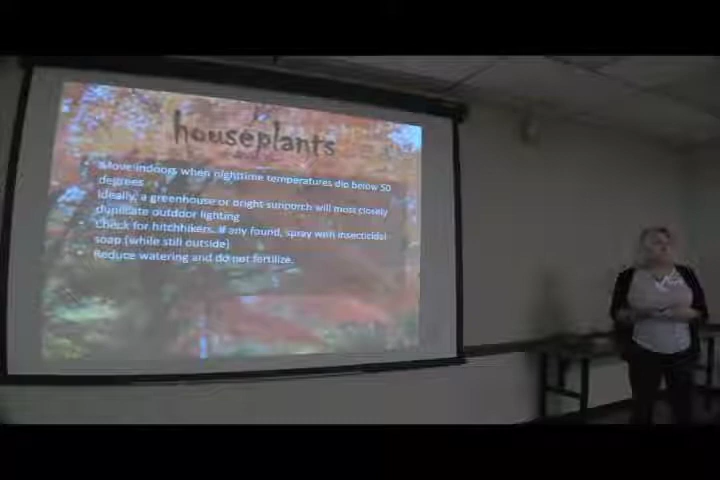 houseplants
• Move indoors when nighttime temperatures dip below 50
degrees
Ideally, a greenhouse or bright sunporch will most closely
duplicate outdoor lighting
• Check for hitchhikers. If any found, spray with insecticidal
soap (while still outside)
Reduce watering and do not fertilize.